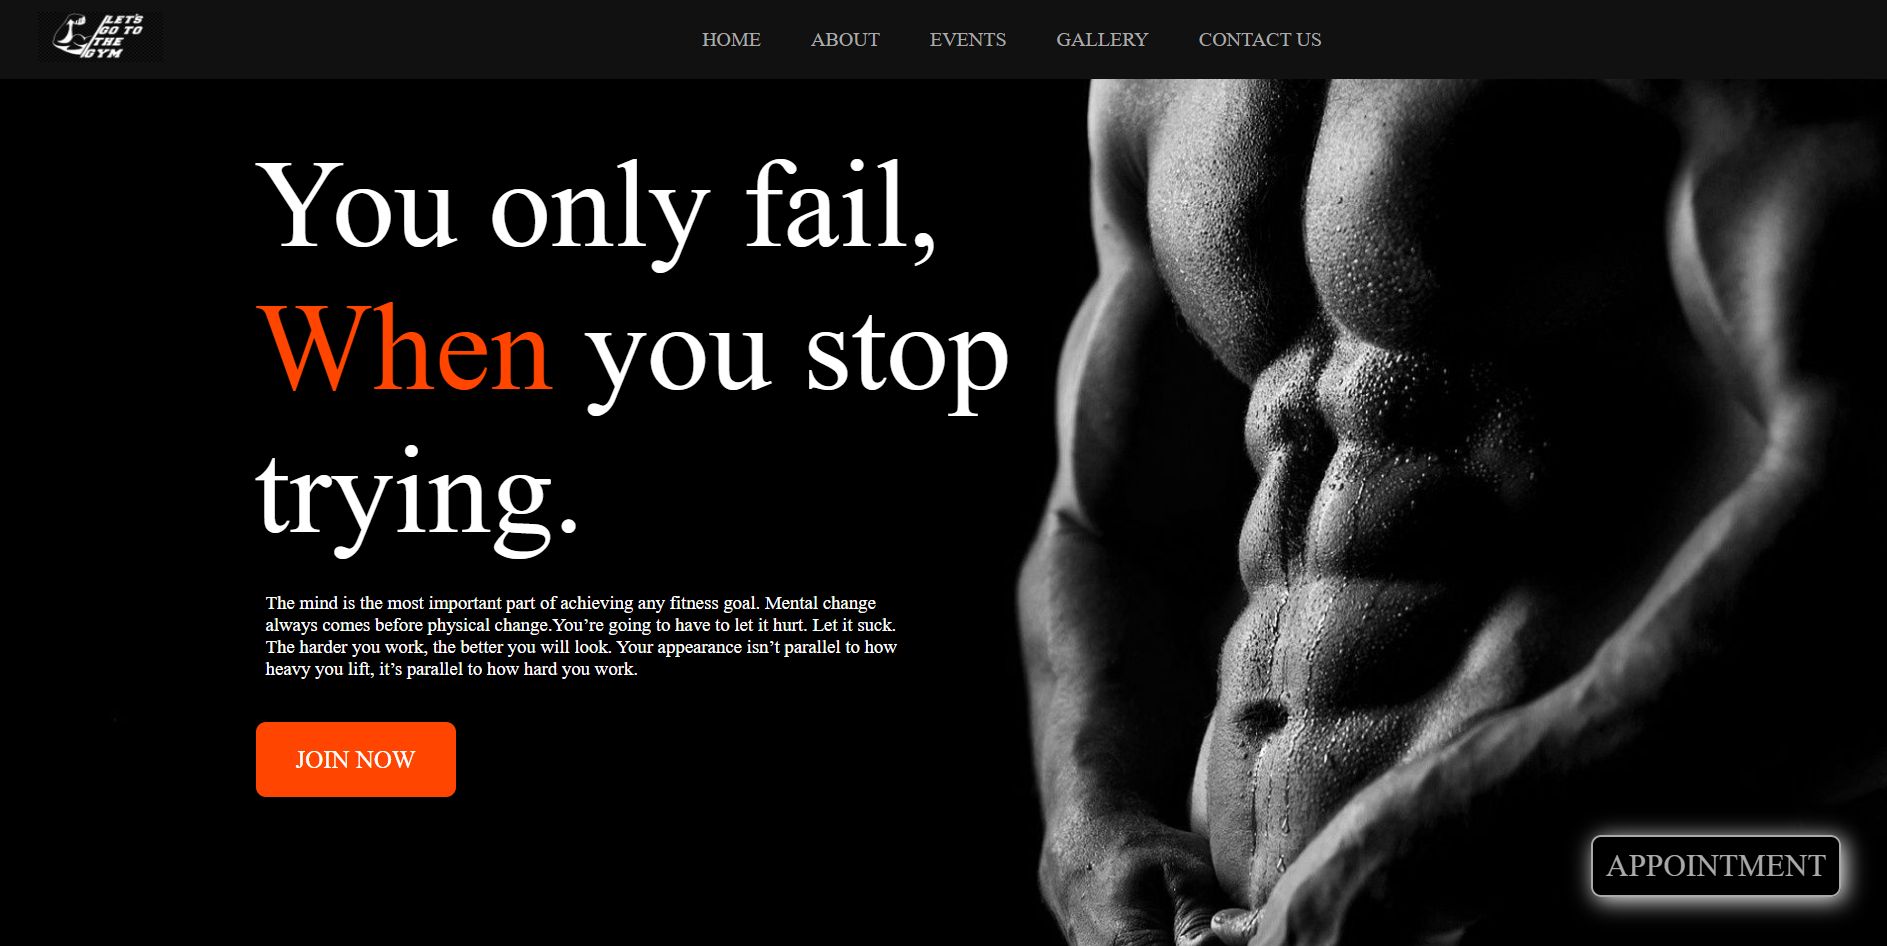 LET'S
GO TO
THE
GYM
HOME ABOUT EVENTS GALLERY CONTACT US
You only fail,
When you stop
trying.
The mind is the most important part of achieving any fitness goal. Mental change
always comes before physical change.You’re going to have to let it hurt. Let it suck.
The harder you work, the better you will look. Your appearance isn’t parallel to how
heavy you lift, it’s parallel to how hard you work.
JOIN NOW
APPOINTMENT